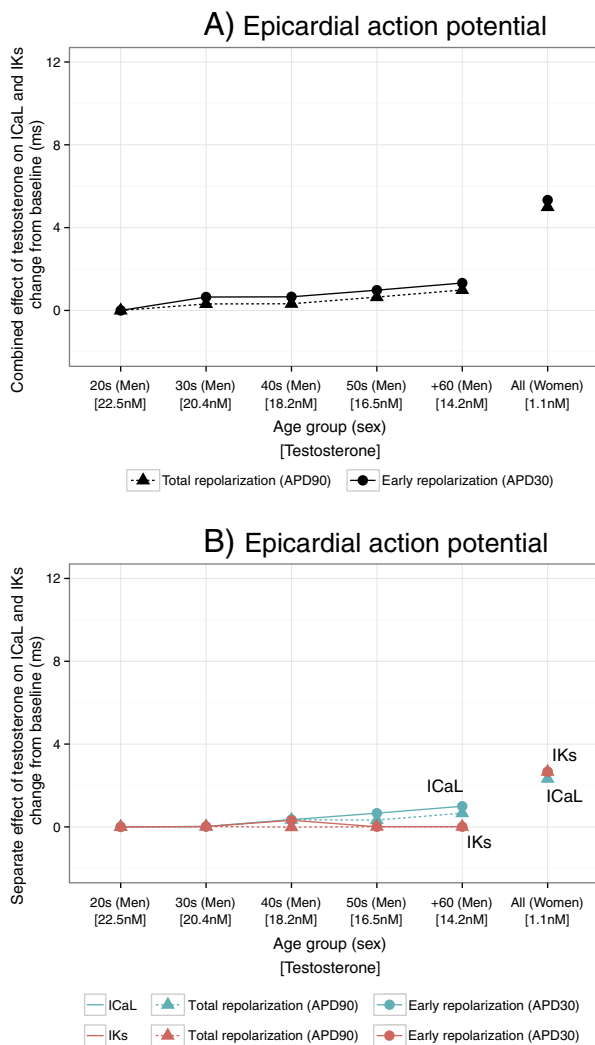 A) Epicardial action potential
Combined effect of testosterone on ICaL and IKs
change from baseline (ms)
12
8
4
0
20s (Men)
[22.5nM]
30s (Men)
[20.4nM]
40s (Men)
[18.2nM]
50s (Men)
[16.5nM]
+60 (Men)
[14.2nM]
All (Women)
[1.1nM]
Age group (sex)
[Testosterone]
Total repolarization (APD90)
Early repolarization (APD30)
B) Epicardial action potential
Separate effect of testosterone on ICaL and IKs
change from baseline (ms)
12
8
4
0
ICaL
IKs
IKs
ICaL
20s (Men)
[22.5nM]
30s (Men)
[20.4nM]
40s (Men)
[18.2nM]
50s (Men)
[16.5nM]
+60 (Men)
[14.2nM]
All (Women)
[1.1nM]
Age group (sex)
[Testosterone]
ICaL
Total repolarization (APD90)
Early repolarization (APD30)
IKs
Total repolarization (APD90)
Early repolarization (APD30)